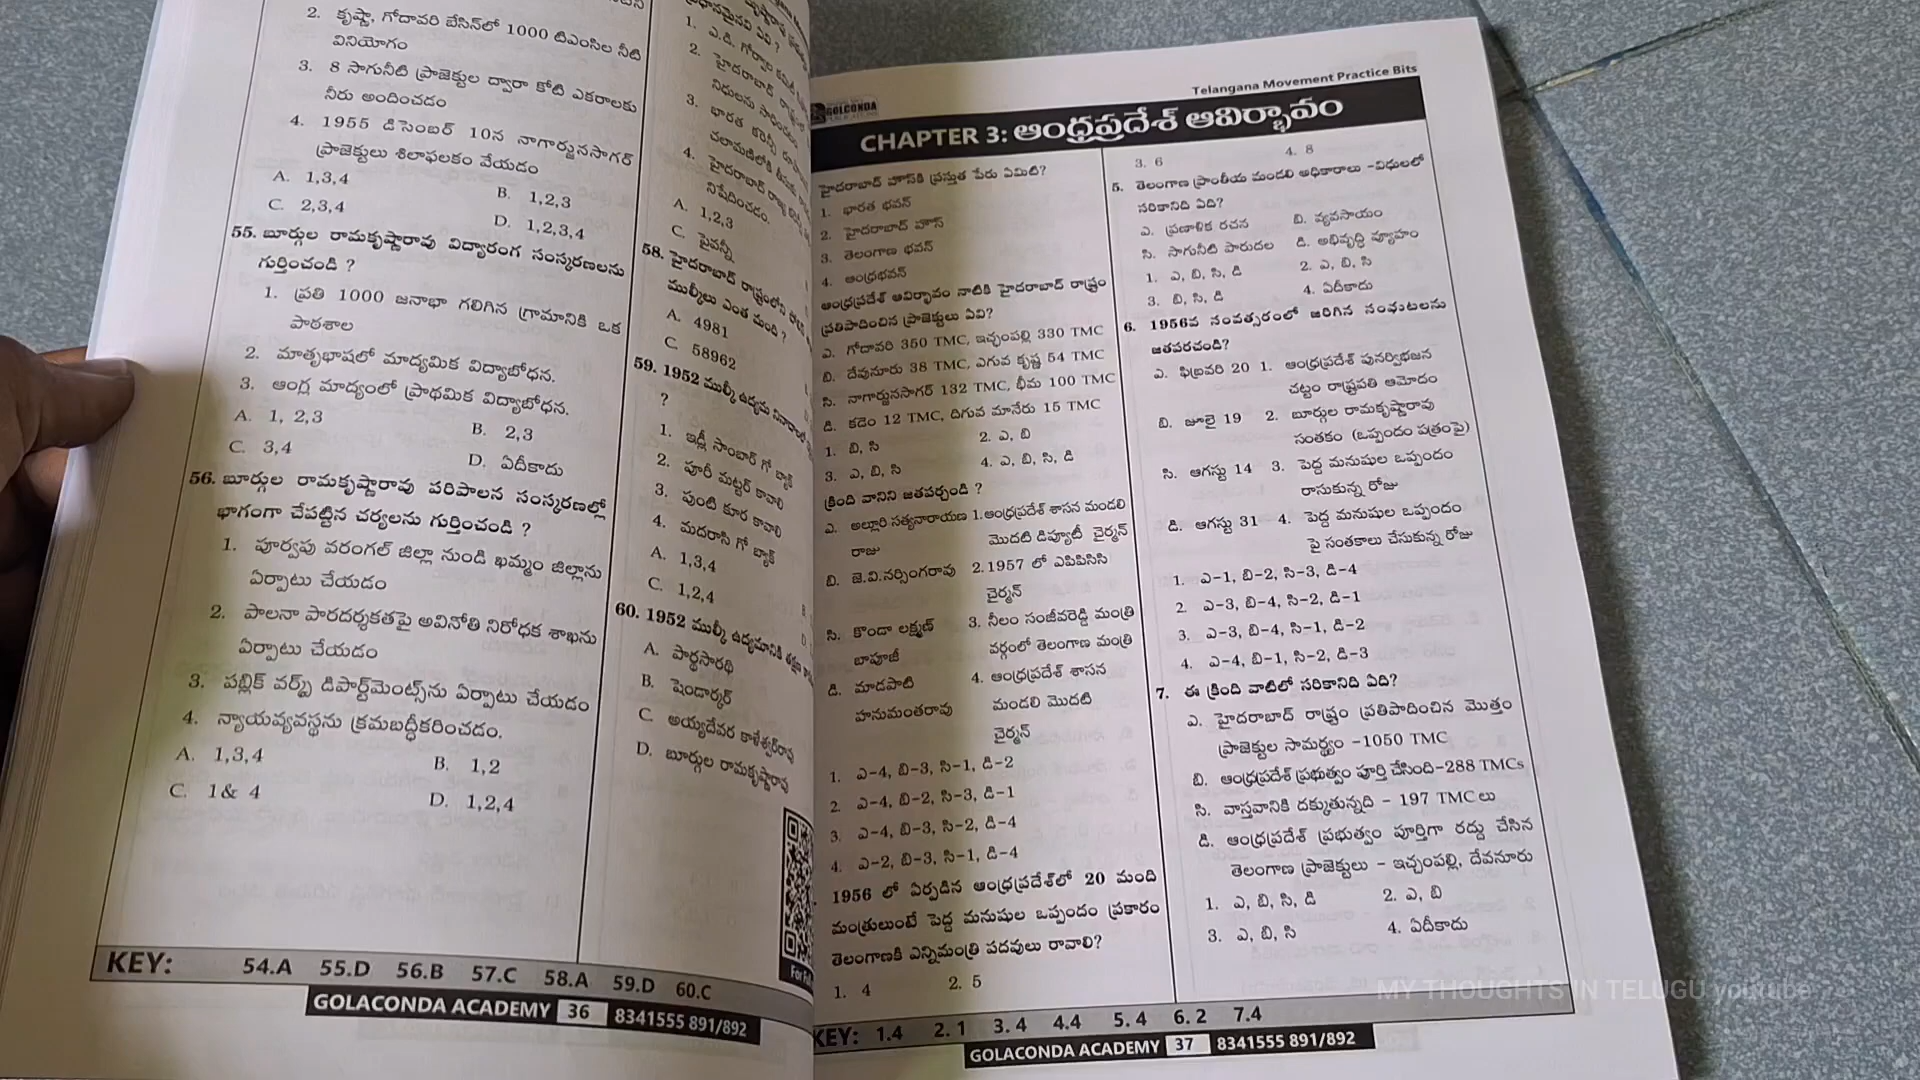 2. కృష్ణా, గోదావరి బేసిన్‌లో 1000 టిఎంసిల నీటి
వినియోగం
3. 8 సాగునీటి ప్రాజెక్టుల ద్వారా కోటి ఎకరాలకు
నీరు అందించడం
4. 1955 డిసెంబర్ 10న నాగార్జునసాగర్
ప్రాజెక్టులు శిలాఫలకం వేయడం
A. 1,3,4
B. 1,2,3
C. 2,3,4
D. 1,2,3,4
55. బూర్గుల రామకృష్ణారావు విద్యారంగ సంస్కరణలను
గుర్తించండి ?
1. ప్రతి 1000 జనాభా గలిగిన గ్రామానికి ఒక
పాఠశాల
2. మాతృభాషలో మాద్యమిక విద్యాబోధన.
3. ఆంగ్ల మాద్యంలో ప్రాథమిక విద్యాబోధన.
A. 1, 2,3
B. 2,3
C. 3,4
D. ఏదీకాదు
56. బూర్గుల రామకృష్ణారావు పరిపాలన సంస్కరణల్లో
భాగంగా చేపట్టిన చర్యలను గుర్తించండి ?
1. పూర్వపు వరంగల్ జిల్లా నుండి ఖమ్మం జిల్లాను
ఏర్పాటు చేయడం
2. పాలనా పారదర్శకతపై అవినోతి నిరోధక శాఖను
ఏర్పాటు చేయడం
3. పబ్లిక్ వర్క్స్ డిపార్ట్‌మెంట్స్‌ను ఏర్పాటు చేయడం
4. న్యాయవ్యవస్థను క్రమబద్ధీకరించడం.
A. 1,3,4
B. 1,2
C. 1& 4
D. 1,2,4
1. ఎ.డి. గోర్వాల
2. హైదరాబాద్
నిధులను
3. భారత కరెన్సీ
4. హైదరాబాద్ రాజ్య
నిషేదించడం.
A. 1,2,3
C. పైవన్నీ
58. హైదరాబాద్ రాష్ట్రంలోని
ముల్కీలు ఎంత మంది ?
A. 4981
C. 58962
59. 1952 ముల్కీ ఉద్యమ
?
1. ఇడ్లీ సాంబార్ గో బ్యాక్
2. పూరీ మట్టర్ కావాలి
3. పుంటి కూర కావాలి
4. మదరాసి గో బ్యాక్
A. 1,3,4
C. 1,2,4
60. 1952 ముల్కీ ఉద్యమానికి
A. పార్థసారథి
B. షెండార్కర్
C. అయ్యదేవర కాళేశ్వర్‌రావు
D. బూర్గుల రామకృష్ణారావు
KEY: 54.A 55.D 56.B 57.C 58.A 59.D 60.C
GOLACONDA ACADEMY 36 8341555 891/892
Telangana Movement Practice Bits
GOLCONDA
CHAPTER 3: ఆంధ్రప్రదేశ్ ఆవిర్భావం
హైదరాబాద్ హౌస్‌కి ప్రస్తుత పేరు ఏమిటి?
1. భారత భవన్
2. హైదరాబాద్ హౌస్
3. తెలంగాణ భవన్
4. ఆంధ్రభవన్
ఆంధ్రప్రదేశ్ ఆవిర్భావం నాటికి హైదరాబాద్ రాష్ట్రం
ప్రతిపాదించిన ప్రాజెక్టులు ఏవి?
ఎ. గోదావరి 350 TMC, ఇచ్చంపల్లి 330 TMC
బి. దేవునూరు 38 TMC, ఎగువ కృష్ణ 54 TMC
సి. నాగార్జునసాగర్ 132 TMC, భీమ 100 TMC
డి. కడెం 12 TMC, దిగువ మానేరు 15 TMC
1. బి, సి
2. ఎ, బి
3. ఎ, బి, సి
4. ఎ, బి, సి, డి
క్రింది వానిని జతపర్చండి ?
ఎ. అల్లూరి సత్యనారాయణ 1.ఆంధ్రప్రదేశ్ శాసన మండలి
రాజు మొదటి డిప్యూటీ చైర్మన్
బి. జె.వి.నర్సింగరావు 2.1957 లో ఎపిపిసిసి
చైర్మన్
సి. కొండా లక్ష్మణ్ 3. నీలం సంజీవరెడ్డి మంత్రి
బాపూజీ వర్గంలో తెలంగాణ మంత్రి
డి. మాడపాటి 4. ఆంధ్రప్రదేశ్ శాసన
హనుమంతరావు మండలి మొదటి
చైర్మన్
1. ఎ-4, బి-3, సి-1, డి-2
2. ఎ-4, బి-2, సి-3, డి-1
3. ఎ-4, బి-3, సి-2, డి-4
4. ఎ-2, బి-3, సి-1, డి-4
1956 లో ఏర్పడిన ఆంధ్రప్రదేశ్‌లో 20 మంది
మంత్రులుంటే పెద్ద మనుషుల ఒప్పందం ప్రకారం
తెలంగాణకి ఎన్నిమంత్రి పదవులు రావాలి?
1. 4
2. 5
3. 6
4. 8
5. తెలంగాణ ప్రాంతీయ మండలి అధికారాలు -విధులలో
సరికానిది ఏది?
ఎ. ప్రణాళిక రచన
బి. వ్యవసాయం
సి. సాగునీటి పారుదల
డి. అభివృద్ధి వ్యూహం
1. ఎ, బి, సి, డి
2. ఎ, బి, సి
3. బి, సి, డి
4. ఏదీకాదు
6. 1956వ సంవత్సరంలో జరిగిన సంఘటలను
జతపరచండి?
ఎ. ఫిబ్రవరి 20 1. ఆంధ్రప్రదేశ్ పునర్విభజన
చట్టం రాష్ట్రపతి ఆమోదం
బి. జూలై 19 2. బూర్గుల రామకృష్ణారావు
సంతకం (ఒప్పందం పత్రంపై)
సి. ఆగస్టు 14 3. పెద్ద మనుషుల ఒప్పందం
రాసుకున్న రోజు
డి. ఆగస్టు 31 4. పెద్ద మనుషుల ఒప్పందం
పై సంతకాలు చేసుకున్న రోజు
1. ఎ-1, బి-2, సి-3, డి-4
2. ఎ-3, బి-4, సి-2, డి-1
3. ఎ-3, బి-4, సి-1, డి-2
4. ఎ-4, బి-1, సి-2, డి-3
7. ఈ క్రింది వాటిలో సరికానిది ఏది?
ఎ. హైదరాబాద్ రాష్ట్రం ప్రతిపాదించిన మొత్తం
ప్రాజెక్టుల సామర్థ్యం -1050 TMC
బి. ఆంధ్రప్రదేశ్ ప్రభుత్వం పూర్తి చేసింది-288 TMCs
సి. వాస్తవానికి దక్కుతున్నది - 197 TMC లు
డి. ఆంధ్రప్రదేశ్ ప్రభుత్వం పూర్తిగా రద్దు చేసిన
తెలంగాణ ప్రాజెక్టులు - ఇచ్చంపల్లి, దేవనూరు
1. ఎ, బి, సి, డి
2. ఎ, బి
3. ఎ, బి, సి
4. ఏదీకాదు
MY THOUGHTS IN TELUGU youtube
KEY: 1.4 2. 1 3. 4 4.4 5. 4 6. 2 7.4
GOLACONDA ACADEMY 37 8341555 891/892